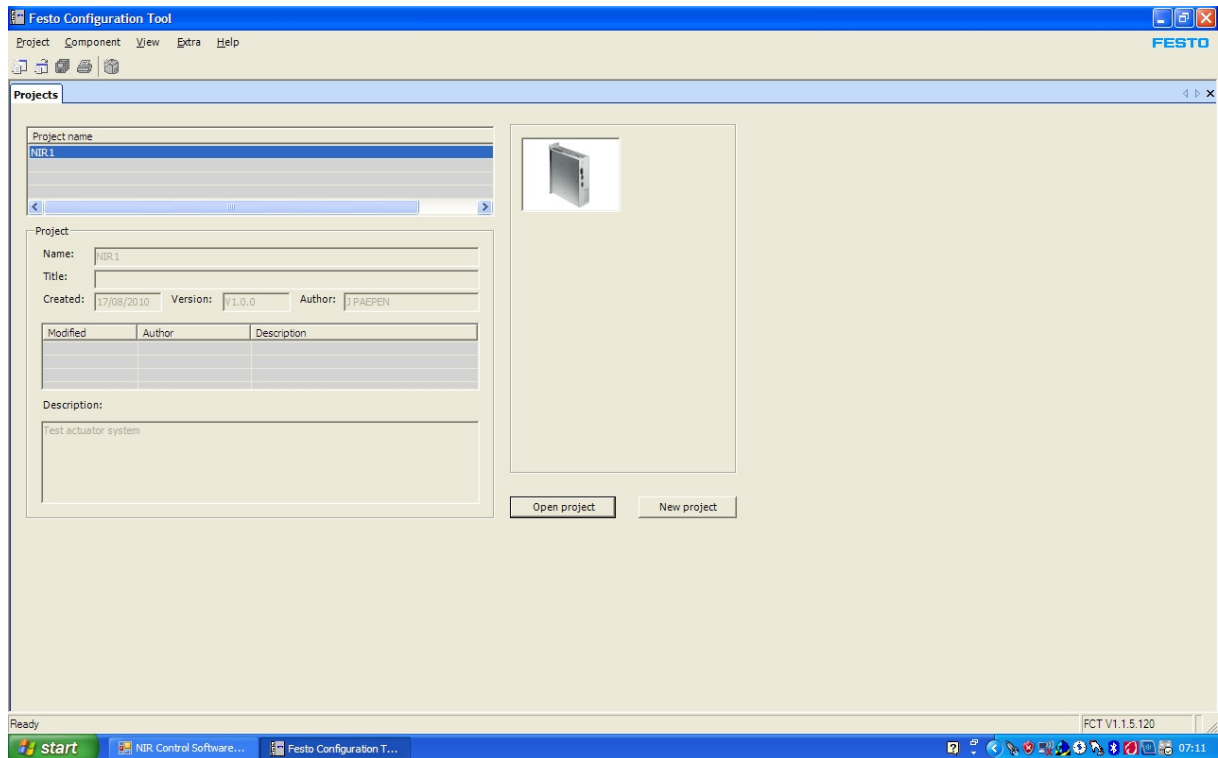 Festo Configuration Tool
Project Component View Extra Help
FESTO
Projects
Project name
NIR1
Project
Name: NIR1
Title:
Created: 17/08/2010 Version: V1.0.0 Author: J PAEPEN
Modified Author Description
Description:
Test actuator system
Open project New project
Ready FCT V1.1.5.120
start NIR Control Software... Festo Configuration T... 07:11